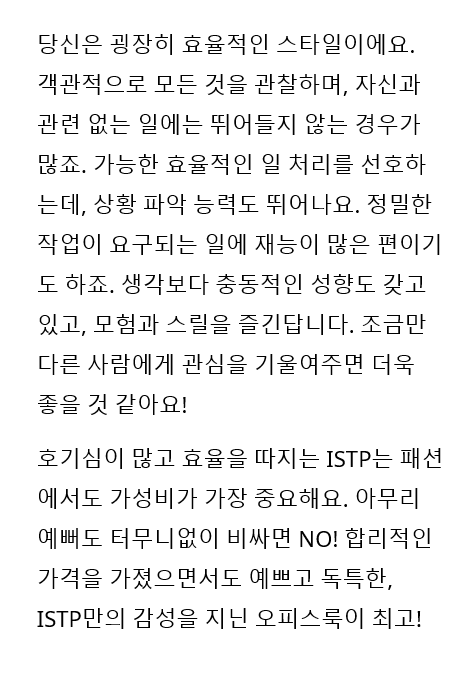 당신은 굉장히 효율적인 스타일이에요.
객관적으로 모든 것을 관찰하며, 자신과
관련 없는 일에는 뛰어들지 않는 경우가
많죠. 가능한 효율적인 일 처리를 선호하
는데, 상황 파악 능력도 뛰어나요. 정밀한
작업이 요구되는 일에 재능이 많은 편이기
도 하죠. 생각보다 충동적인 성향도 갖고
있고, 모험과 스릴을 즐긴답니다. 조금만
다른 사람에게 관심을 기울여주면 더욱
좋을 것 같아요!
호기심이 많고 효율을 따지는 ISTP는 패션
에서도 가성비가 가장 중요해요. 아무리
예뻐도 터무니없이 비싸면 NO! 합리적인
가격을 가졌으면서도 예쁘고 독특한,
ISTP만의 감성을 지닌 오피스룩이 최고!